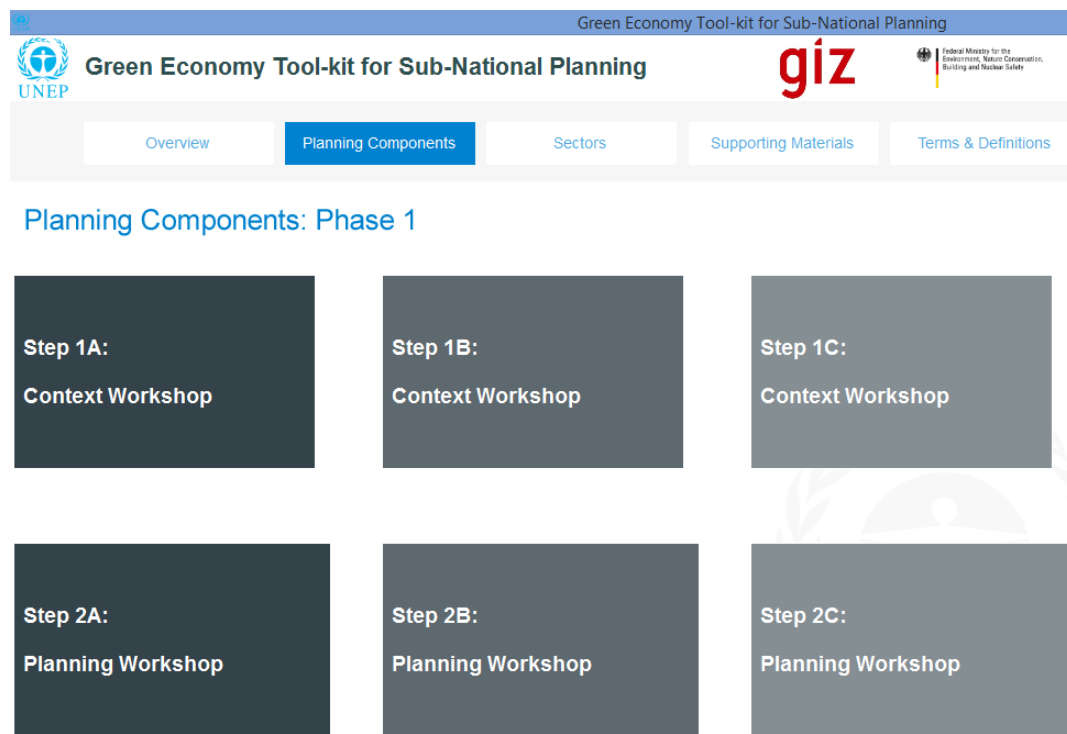 Green Economy Tool-kit for Sub-National Planning
UNEP
Green Economy Tool-kit for Sub-National Planning
giz
Federal Ministry for the
Environment, Nature Conservation,
Building and Nuclear Safety
Overview
Planning Components
Sectors
Supporting Materials
Terms & Definitions
Planning Components: Phase 1
Step 1A:
Context Workshop
Step 1B:
Context Workshop
Step 1C:
Context Workshop
Step 2A:
Planning Workshop
Step 2B:
Planning Workshop
Step 2C:
Planning Workshop